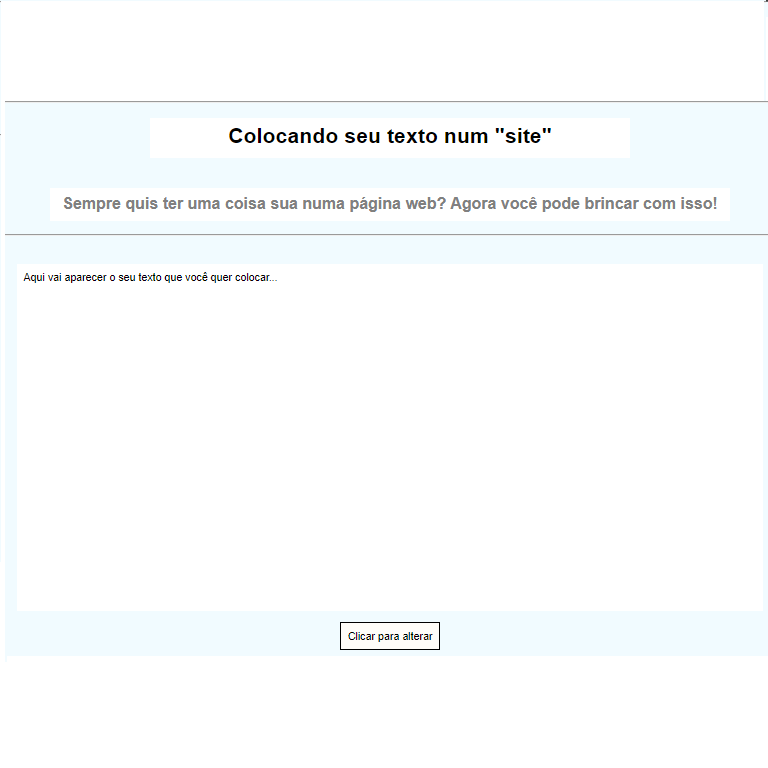 Colocando seu texto num "site"
Sempre quis ter uma coisa sua numa página web? Agora você pode brincar com isso!
Aqui vai aparecer o seu texto que você quer colocar...
Clicar para alterar